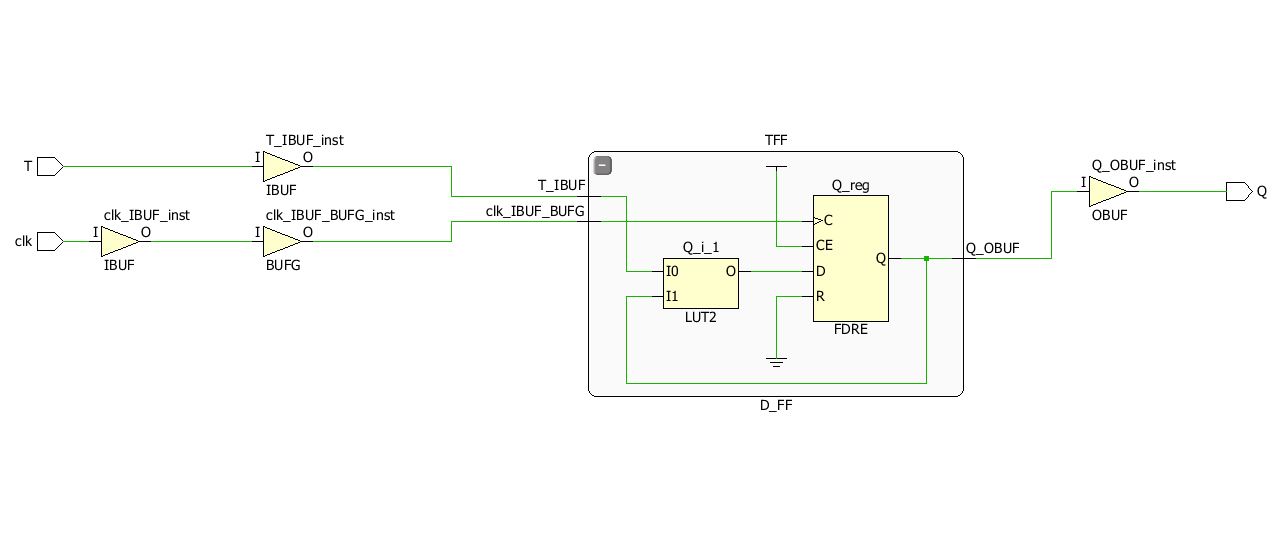 T_IBUF_inst
T
I
O
IBUF
clk_IBUF_inst
clk
I
O
IBUF
clk_IBUF_BUFG_inst
I
O
BUFG
TFF
T_IBUF
clk_IBUF_BUFG
Q_i_1
I0
I1
O
LUT2
Q_reg
C
CE
D
R
Q
FDRE
D_FF
Q_OBUF
Q_OBUF_inst
I
O
OBUF
Q